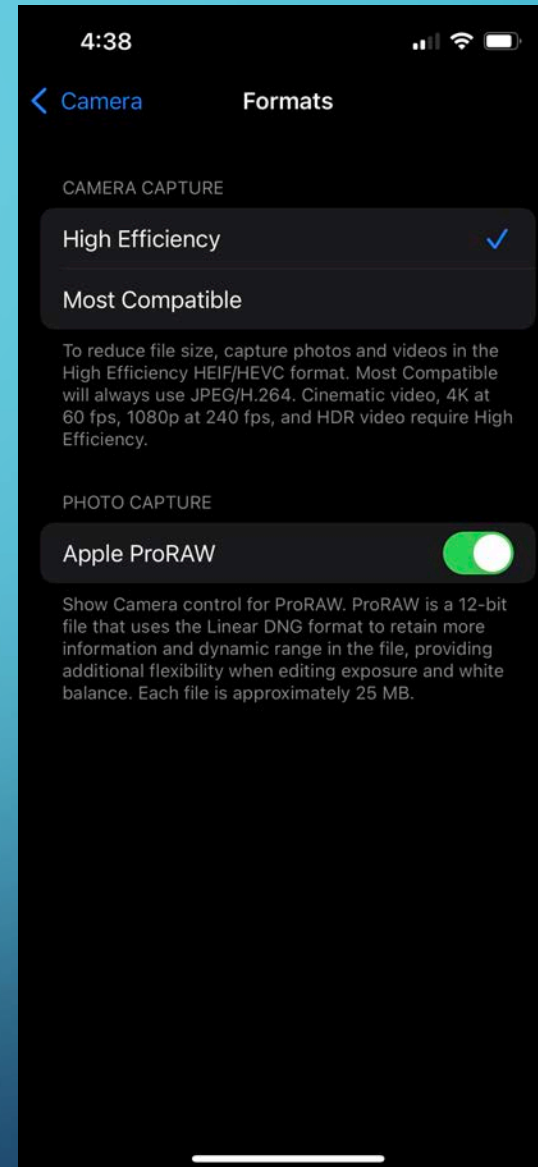 4:38
Camera
Formats
CAMERA CAPTURE
High Efficiency
Most Compatible
To reduce file size, capture photos and videos in the
High Efficiency HEIF/HEVC format. Most Compatible
will always use JPEG/H.264. Cinematic video, 4K at
60 fps, 1080p at 240 fps, and HDR video require High
Efficiency.
PHOTO CAPTURE
Apple ProRAW
Show Camera control for ProRAW. ProRAW is a 12-bit
file that uses the Linear DNG format to retain more
information and dynamic range in the file, providing
additional flexibility when editing exposure and white
balance. Each file is approximately 25 MB.